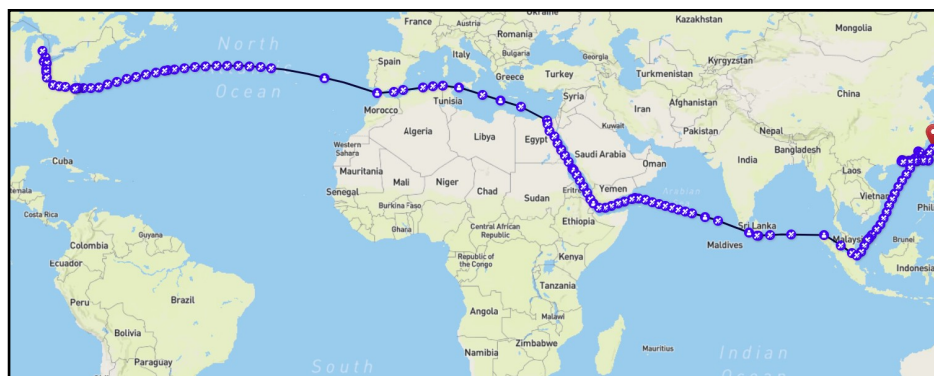 Ukraine
Kazakhstan
France
Austria
Mongolia
Romania
North
Italy
Bulgaria
Kyrgyzstan
Spain
Greece
Turkey
Turkmenistan
Ocean
Tunisia
Syria
China
Morocco
Iran
Afghanistan
Kuwait
Algeria
Libya
Egypt
Pakistan
Nepal
Western
Sahara
Saudi Arabia
Bangladesh
Cuba
Oman
India
Laos
Mauritania
Mali
Niger
Chad
Yemen
Arabian
Senegal
Sudan
Vietnam
Burkina Faso
Phil
Costa Rica
Ghana
Ethiopia
Central African
Republic
Sri Lanka
Guyana
Maldives
Brunei
Colombia
Republic of
the Congo
Kenya
Ecuador
Indonesia
Tanzania
Peru
Brazil
Angola
Malawi
Bolivia
Zimbabwe
Namibia
Mauritius
Indian
Paraguay
South
Ocean